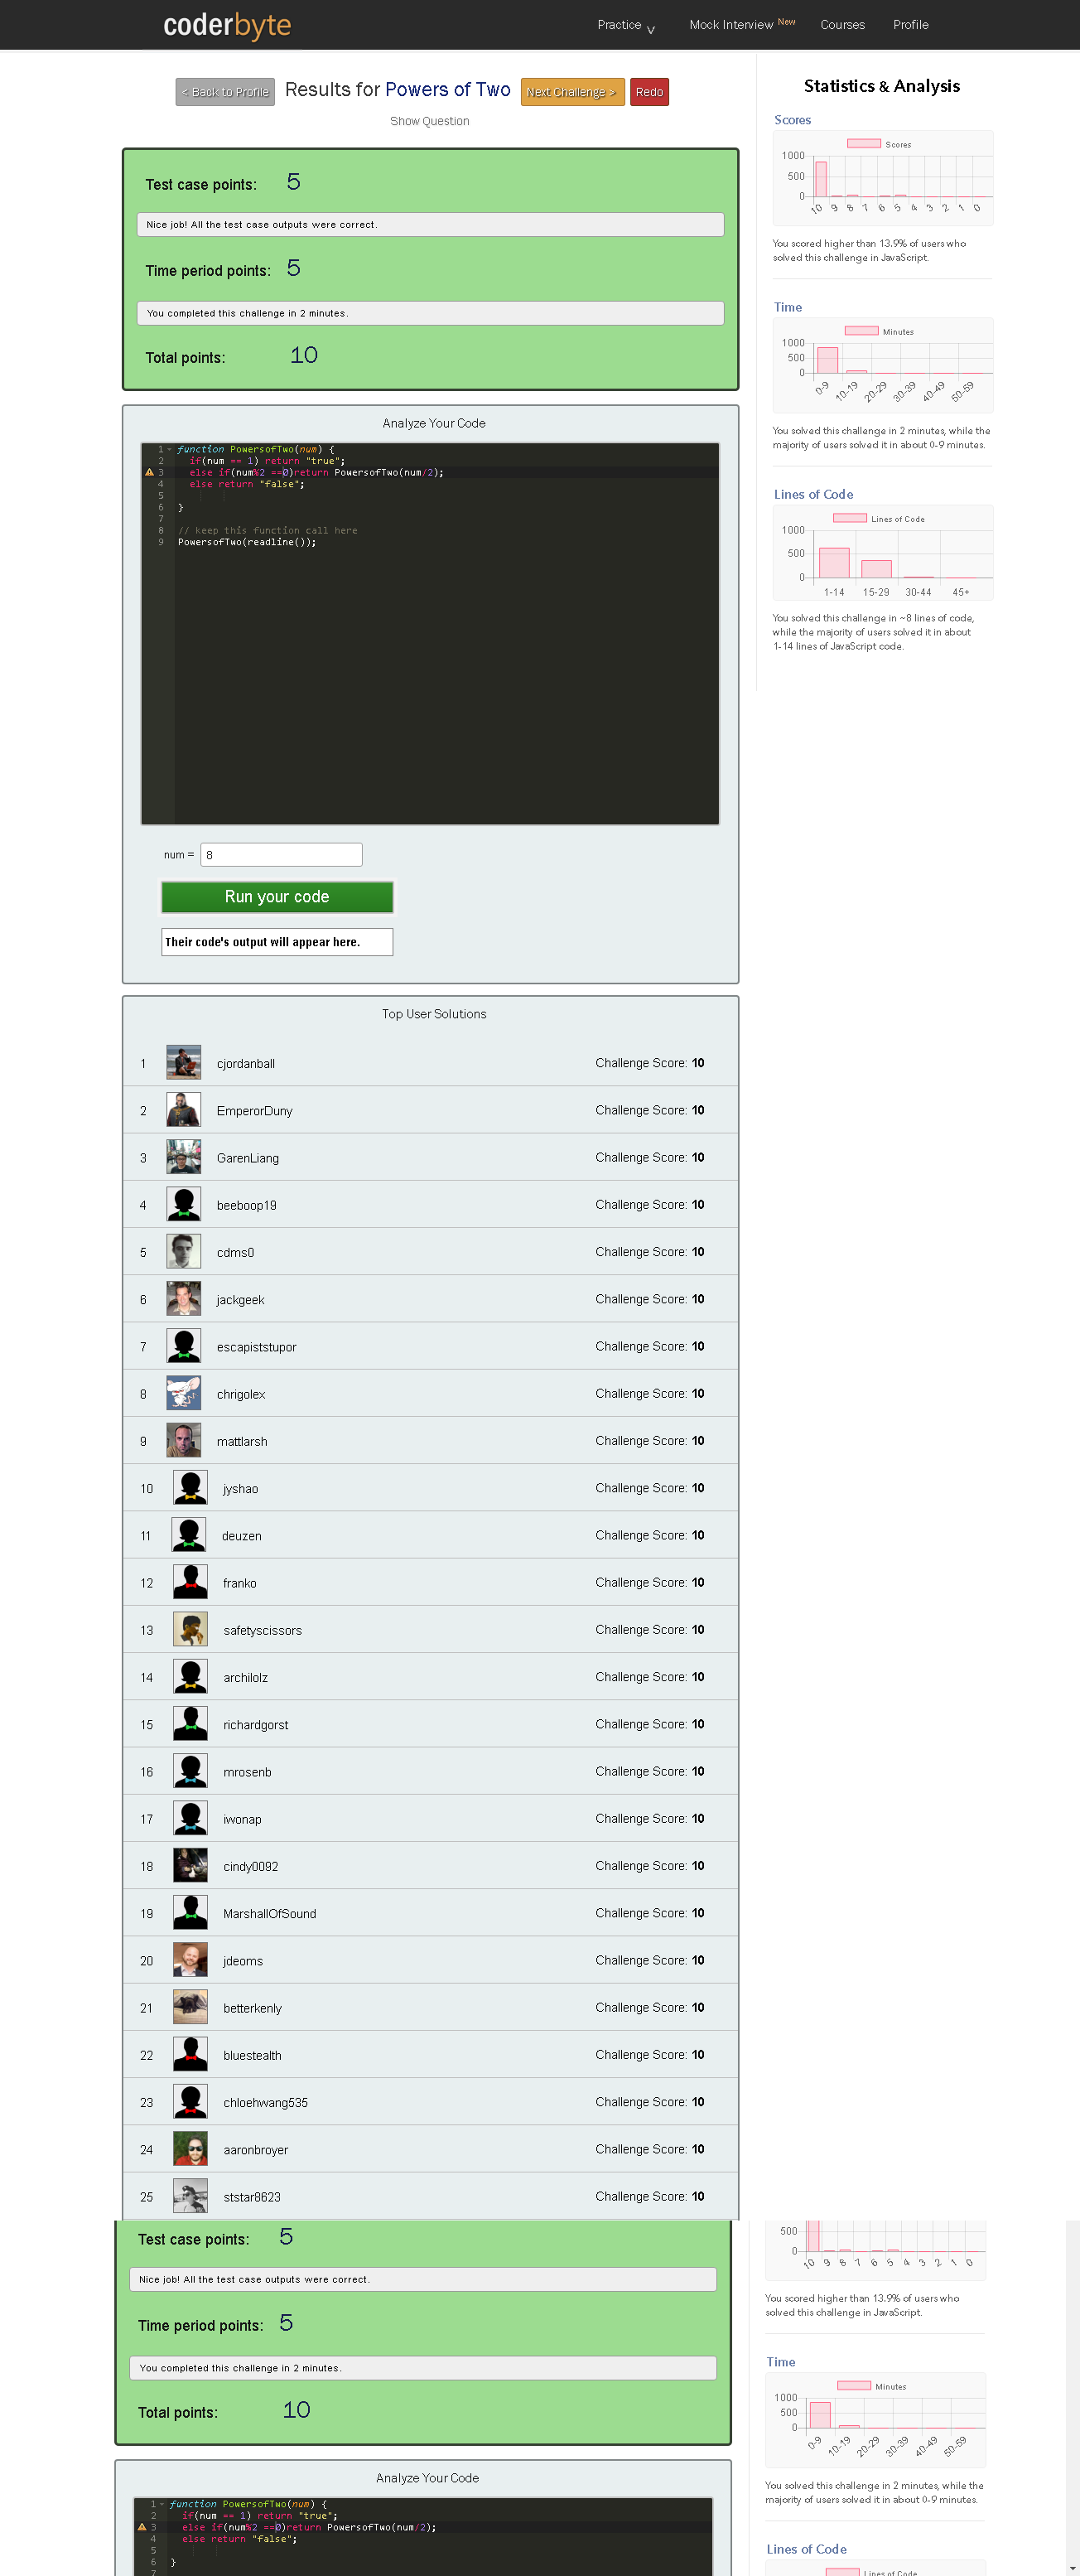 coderbyte
Practice
Mock Interview New
Courses
Profile
< Back to Profile
Results for Powers of Two
Next Challenge >
Redo
Show Question
Test case points: 5
Nice job! All the test case outputs were correct.
Time period points: 5
You completed this challenge in 2 minutes.
Total points: 10
Analyze Your Code
1 function PowersofTwo(num) {
2 if(num == 1) return "true";
3 else if(num%2 ==0)return PowersofTwo(num/2);
4 else return "false";
5
6 }
7
8 // keep this function call here
9 PowersofTwo(readline());
num = 8
Run your code
Their code's output will appear here.
Top User Solutions
1 cjordanball Challenge Score: 10
2 EmperorDuny Challenge Score: 10
3 GarenLiang Challenge Score: 10
4 beeboop19 Challenge Score: 10
5 cdms0 Challenge Score: 10
6 jackgeek Challenge Score: 10
7 escapiststupor Challenge Score: 10
8 chrigolex Challenge Score: 10
9 mattlarsh Challenge Score: 10
10 jyshao Challenge Score: 10
11 deuzen Challenge Score: 10
12 franko Challenge Score: 10
13 safetyscissors Challenge Score: 10
14 archilolz Challenge Score: 10
15 richardgorst Challenge Score: 10
16 mrosenb Challenge Score: 10
17 iwonap Challenge Score: 10
18 cindy0092 Challenge Score: 10
19 MarshallOfSound Challenge Score: 10
20 jdeoms Challenge Score: 10
21 betterkenly Challenge Score: 10
22 bluestealth Challenge Score: 10
23 chloehwang535 Challenge Score: 10
24 aaronbroyer Challenge Score: 10
25 ststar8623 Challenge Score: 10
Statistics & Analysis
Scores
Scores
1000
500
0
10 9 8 7 6 5 4 3 2 1 0
You scored higher than 13.9% of users who
solved this challenge in JavaScript.
Time
Minutes
1000
500
0
0-9 10-19 20-29 30-39 40-49 50-59
You solved this challenge in 2 minutes, while the
majority of users solved it in about 0-9 minutes.
Lines of Code
Lines of Code
1000
500
0
1-14 15-29 30-44 45+
You solved this challenge in ~8 lines of code,
while the majority of users solved it in about
1-14 lines of JavaScript code.
Test case points: 5
Nice job! All the test case outputs were correct.
Time period points: 5
You completed this challenge in 2 minutes.
Total points: 10
Analyze Your Code
1 function PowersofTwo(num) {
2 if(num == 1) return "true";
3 else if(num%2 ==0)return PowersofTwo(num/2);
4 else return "false";
5
6 }
7
500
0
10 9 8 7 6 5 4 3 2 1 0
You scored higher than 13.9% of users who
solved this challenge in JavaScript.
Time
Minutes
1000
500
0
0-9 10-19 20-29 30-39 40-49 50-59
You solved this challenge in 2 minutes, while the
majority of users solved it in about 0-9 minutes.
Lines of Code
Lines of Code